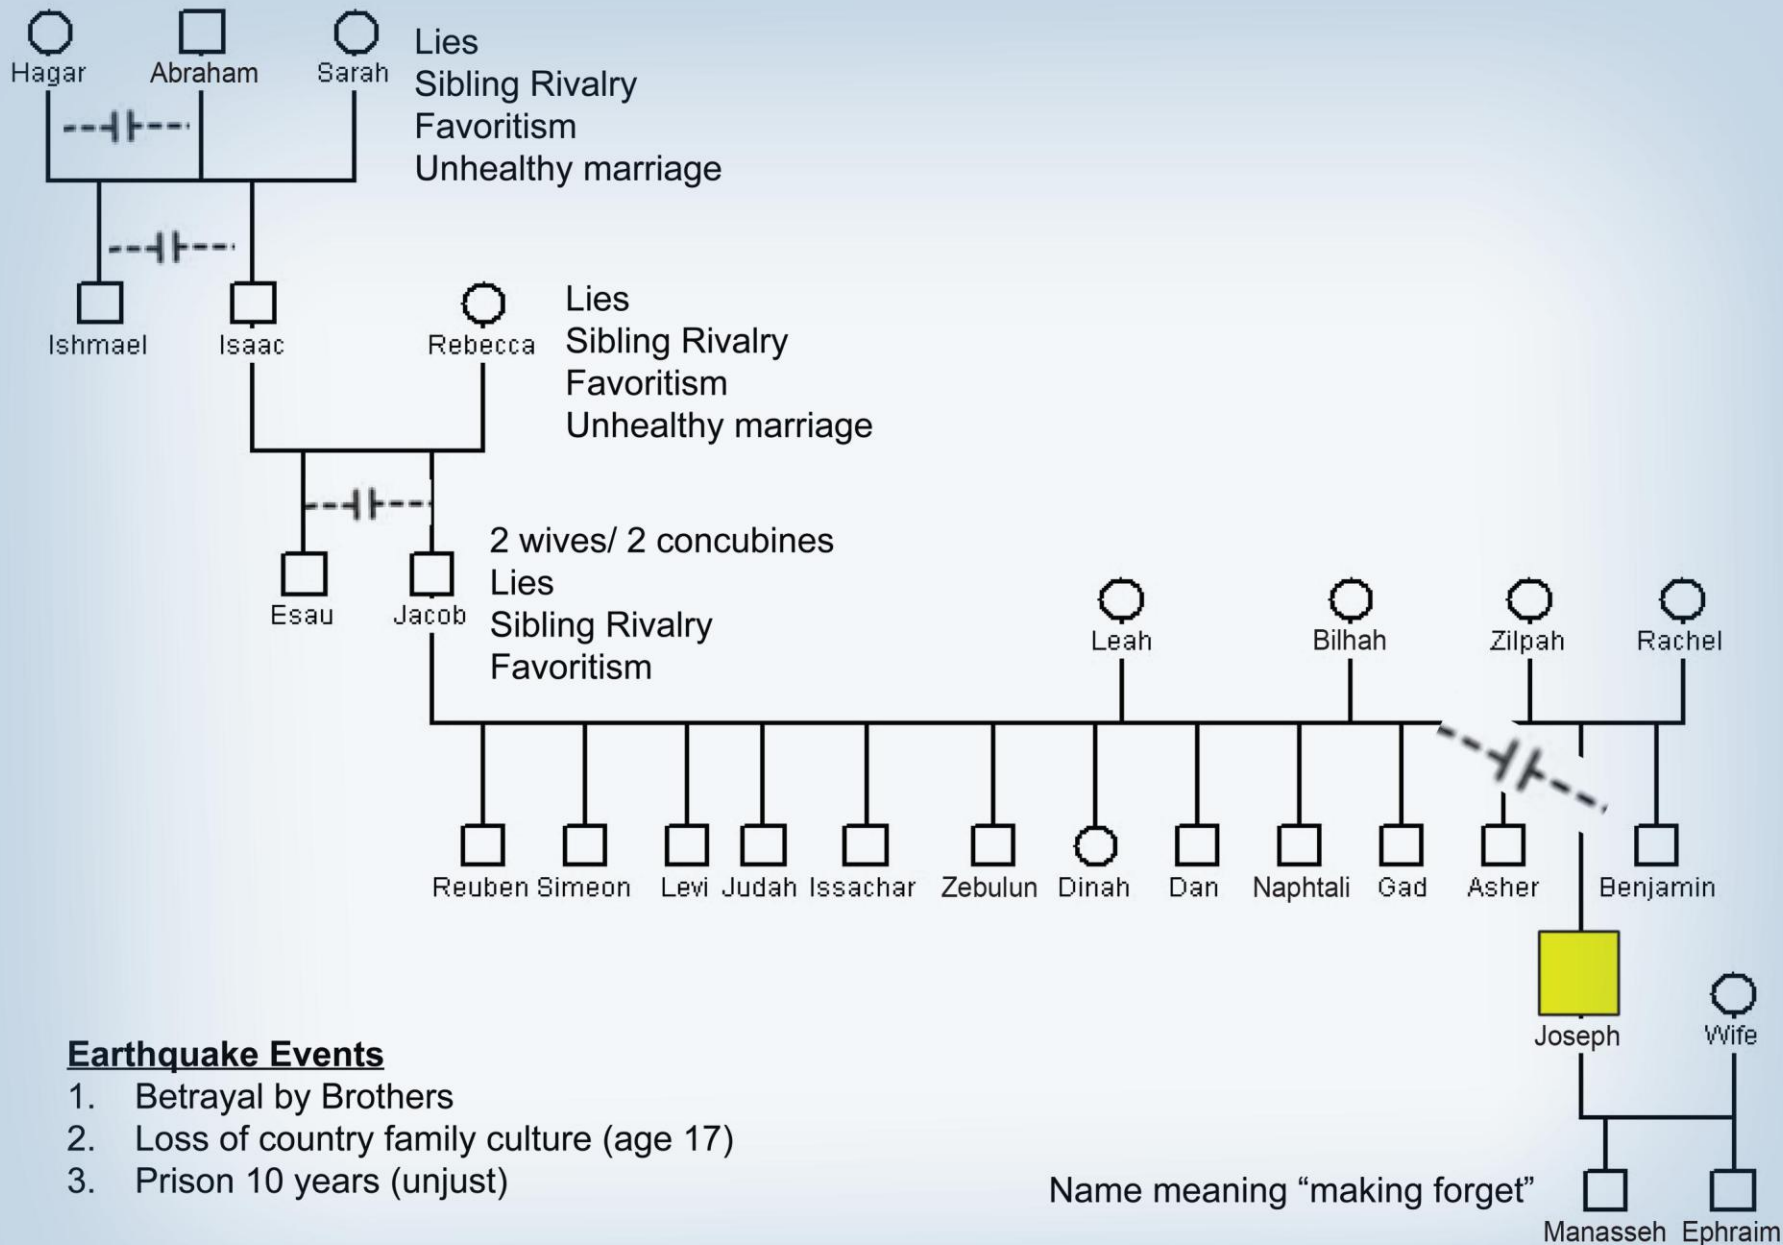 Hagar Abraham Sarah
Lies
Sibling Rivalry
Favoritism
Unhealthy marriage
Ishmael Isaac Rebecca
Lies
Sibling Rivalry
Favoritism
Unhealthy marriage
Esau Jacob
2 wives/ 2 concubines
Lies
Sibling Rivalry
Favoritism
Leah Bilhah Zilpah Rachel
Reuben Simeon Levi Judah Issachar Zebulun Dinah Dan Naphtali Gad Asher Benjamin
Joseph Wife
Earthquake Events
1. Betrayal by Brothers
2. Loss of country family culture (age 17)
3. Prison 10 years (unjust)
Name meaning “making forget”
Manasseh Ephraim